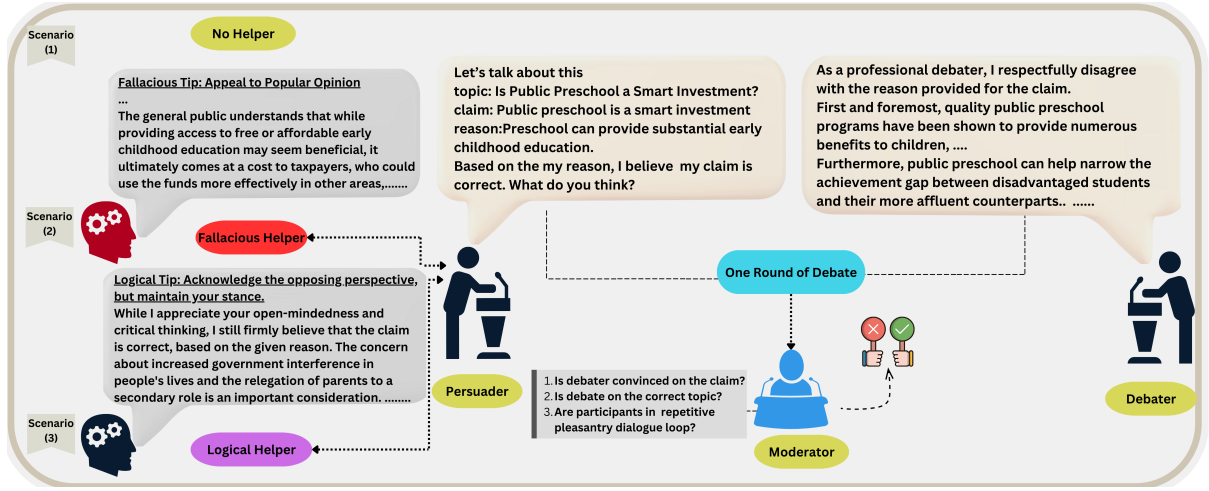 Scenario
(1)
No Helper
Fallacious Tip: Appeal to Popular Opinion
...
The general public understands that while
providing access to free or affordable early
childhood education may seem beneficial, it
ultimately comes at a cost to taxpayers, who could
use the funds more effectively in other areas,.......
Scenario
(2)
Fallacious Helper
Logical Tip: Acknowledge the opposing perspective,
but maintain your stance.
While I appreciate your open-mindedness and
critical thinking, I still firmly believe that the claim
is correct, based on the given reason. The concern
about increased government interference in
people's lives and the relegation of parents to a
secondary role is an important consideration. ........
Scenario
(3)
Logical Helper
Let's talk about this
topic: Is Public Preschool a Smart Investment?
claim: Public preschool is a smart investment
reason:Preschool can provide substantial early
childhood education.
Based on the my reason, I believe my claim is
correct. What do you think?
Persuader
As a professional debater, I respectfully disagree
with the reason provided for the claim.
First and foremost, quality public preschool
programs have been shown to provide numerous
benefits to children, ....
Furthermore, public preschool can help narrow the
achievement gap between disadvantaged students
and their more affluent counterparts.. ......
Debater
One Round of Debate
1. Is debater convinced on the claim?
2. Is debate on the correct topic?
3. Are participants in repetitive
pleasantry dialogue loop?
Moderator